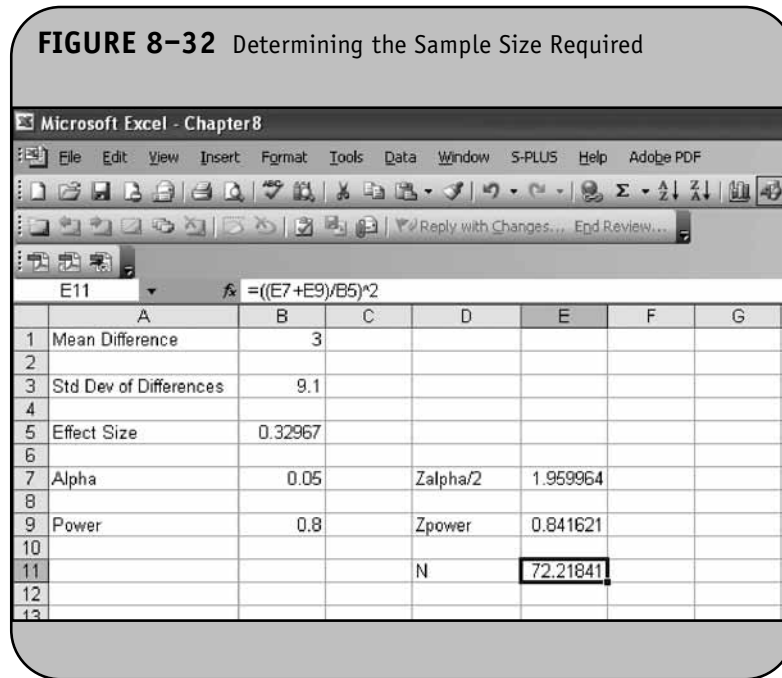 FIGURE 8–32 Determining the Sample Size Required
Microsoft Excel - Chapter8
File Edit View Insert Format Tools Data Window S-PLUS Help Adobe PDF
Reply with Changes... End Review...
E11 fx =((E7+E9)/B5)^2
A B C D E F G
1 Mean Difference 3
2
3 Std Dev of Differences 9.1
4
5 Effect Size 0.32967
6
7 Alpha 0.05 Zalpha/2 1.959964
8
9 Power 0.8 Zpower 0.841621
10
11 N 72.21841
12
13